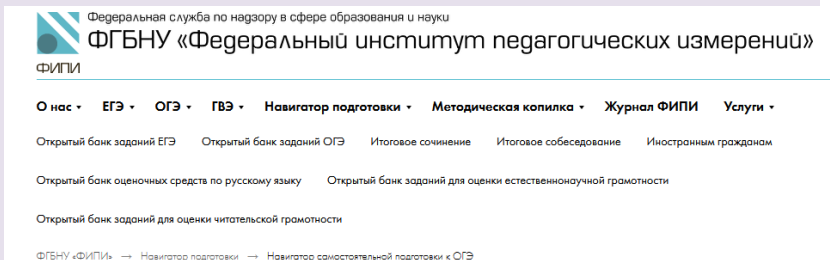 Федеральная служба по надзору в сфере образования и науки
ФГБНУ «Федеральный институт педагогических измерений»
ФИПИ
О нас ЕГЭ ОГЭ ГВЭ Навигатор подготовки Методическая копилка Журнал ФИПИ Услуги
Открытый банк заданий ЕГЭ Открытый банк заданий ОГЭ Итоговое сочинение Итоговое собеседование Иностранным гражданам
Открытый банк оценочных средств по русскому языку Открытый банк заданий для оценки естественнонаучной грамотности
Открытый банк заданий для оценки читательской грамотности
ФГБНУ «ФИПИ» → Навигатор подготовки → Навигатор самостоятельной подготовки к ОГЭ